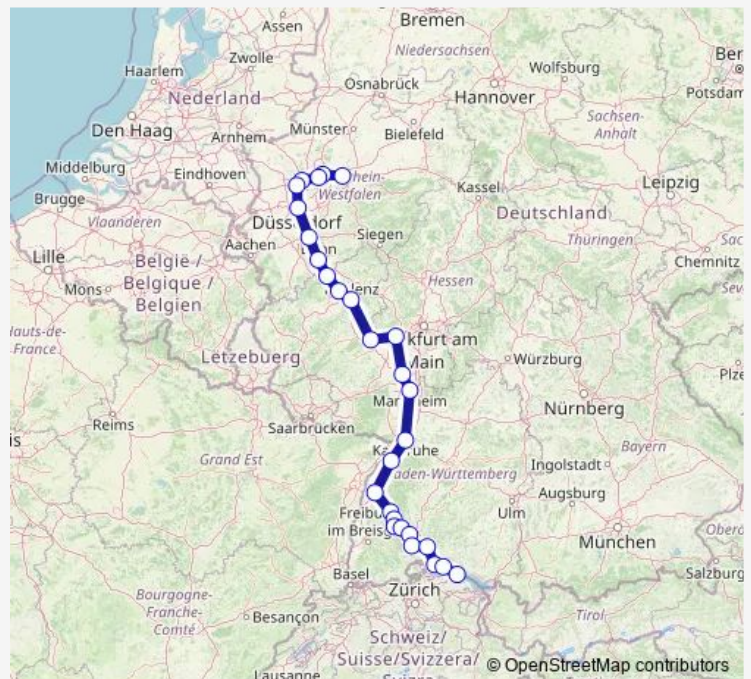 Assen
Bremen
Zwolle
Niedersachsen
Wolfsburg
Haarlem
Osnabrück
Hannover
Potsdam
Nederland
Den Haag
Arnhem
Münster
Bielefeld
Sachsen-
Anhalt
Middelburg
Eindhoven
Westfalen
Kassel
Leipzig
Brugge
Vlaanderen
Deutschland
Aachen
Siegen
Thüringen
Lille
België /
Belgique /
Belgien
Chemnitz
Mons
Hessen
Hauts-de-
-France
Letzebuerg
Main
Würzburg
Reims
Saarbrücken
Nürnberg
Grand Est
Bayern
Ingolstadt
Augsburg
Ulm
im Breisg
München
Basel
Zürich
Salzburg
Bourgogne-
Franche-
Comté
Besançon
Tirol
Schweiz/
Suisse/Svizzera/
Lausanne
© OpenStreetMap contributors